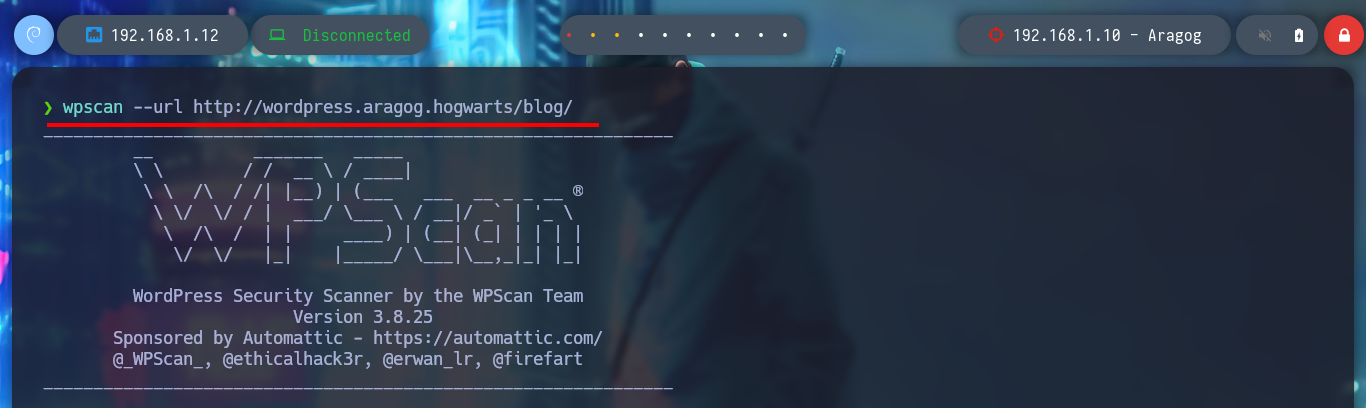 192.168.1.12 Disconnected 192.168.1.10 - Aragog
❯ wpscan --url http://wordpress.aragog.hogwarts/blog/
WPScan ®
WordPress Security Scanner by the WPScan Team
Version 3.8.25
Sponsored by Automattic - https://automattic.com/
@_WPScan_, @ethicalhack3r, @erwan_lr, @firefart